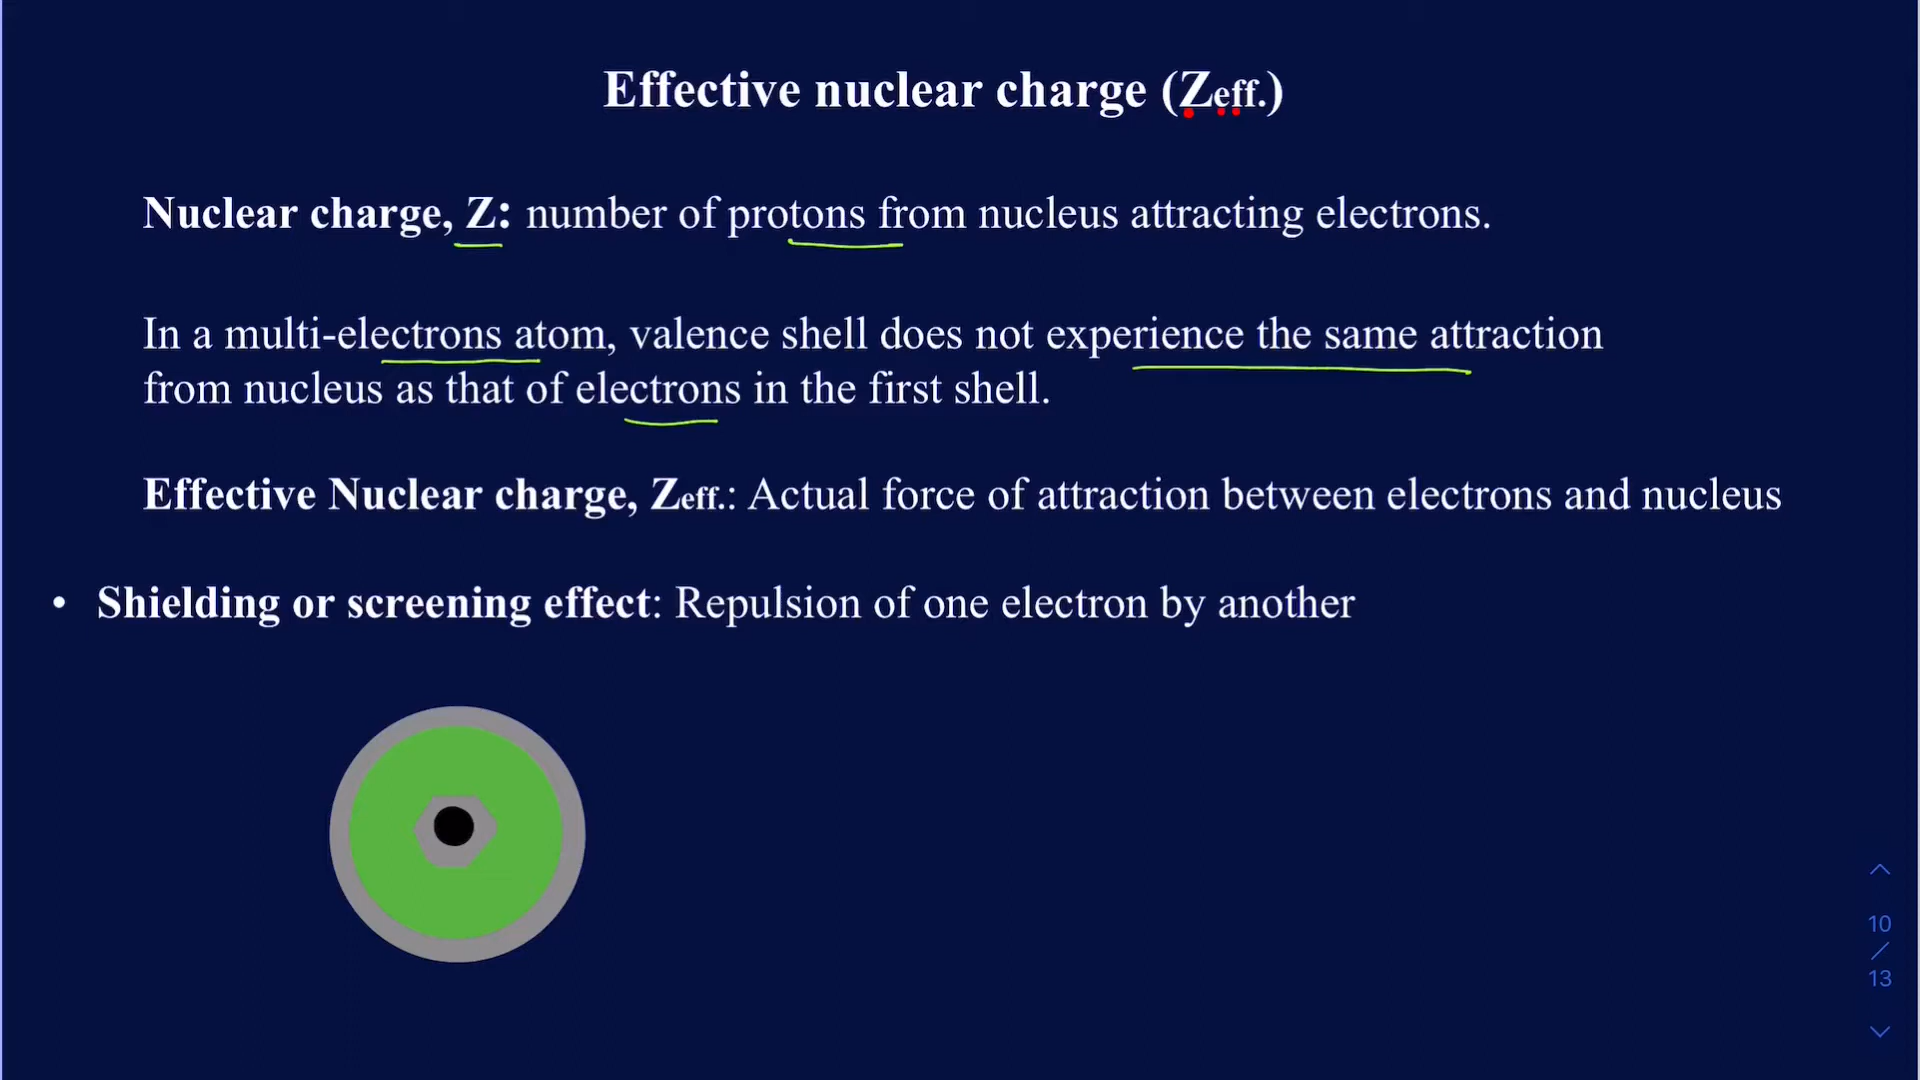 Effective nuclear charge (Zeff.)
Nuclear charge, Z: number of protons from nucleus attracting electrons.
In a multi-electrons atom, valence shell does not experience the same attraction
from nucleus as that of electrons in the first shell.
Effective Nuclear charge, Zeff.: Actual force of attraction between electrons and nucleus
• Shielding or screening effect: Repulsion of one electron by another
10
/
13